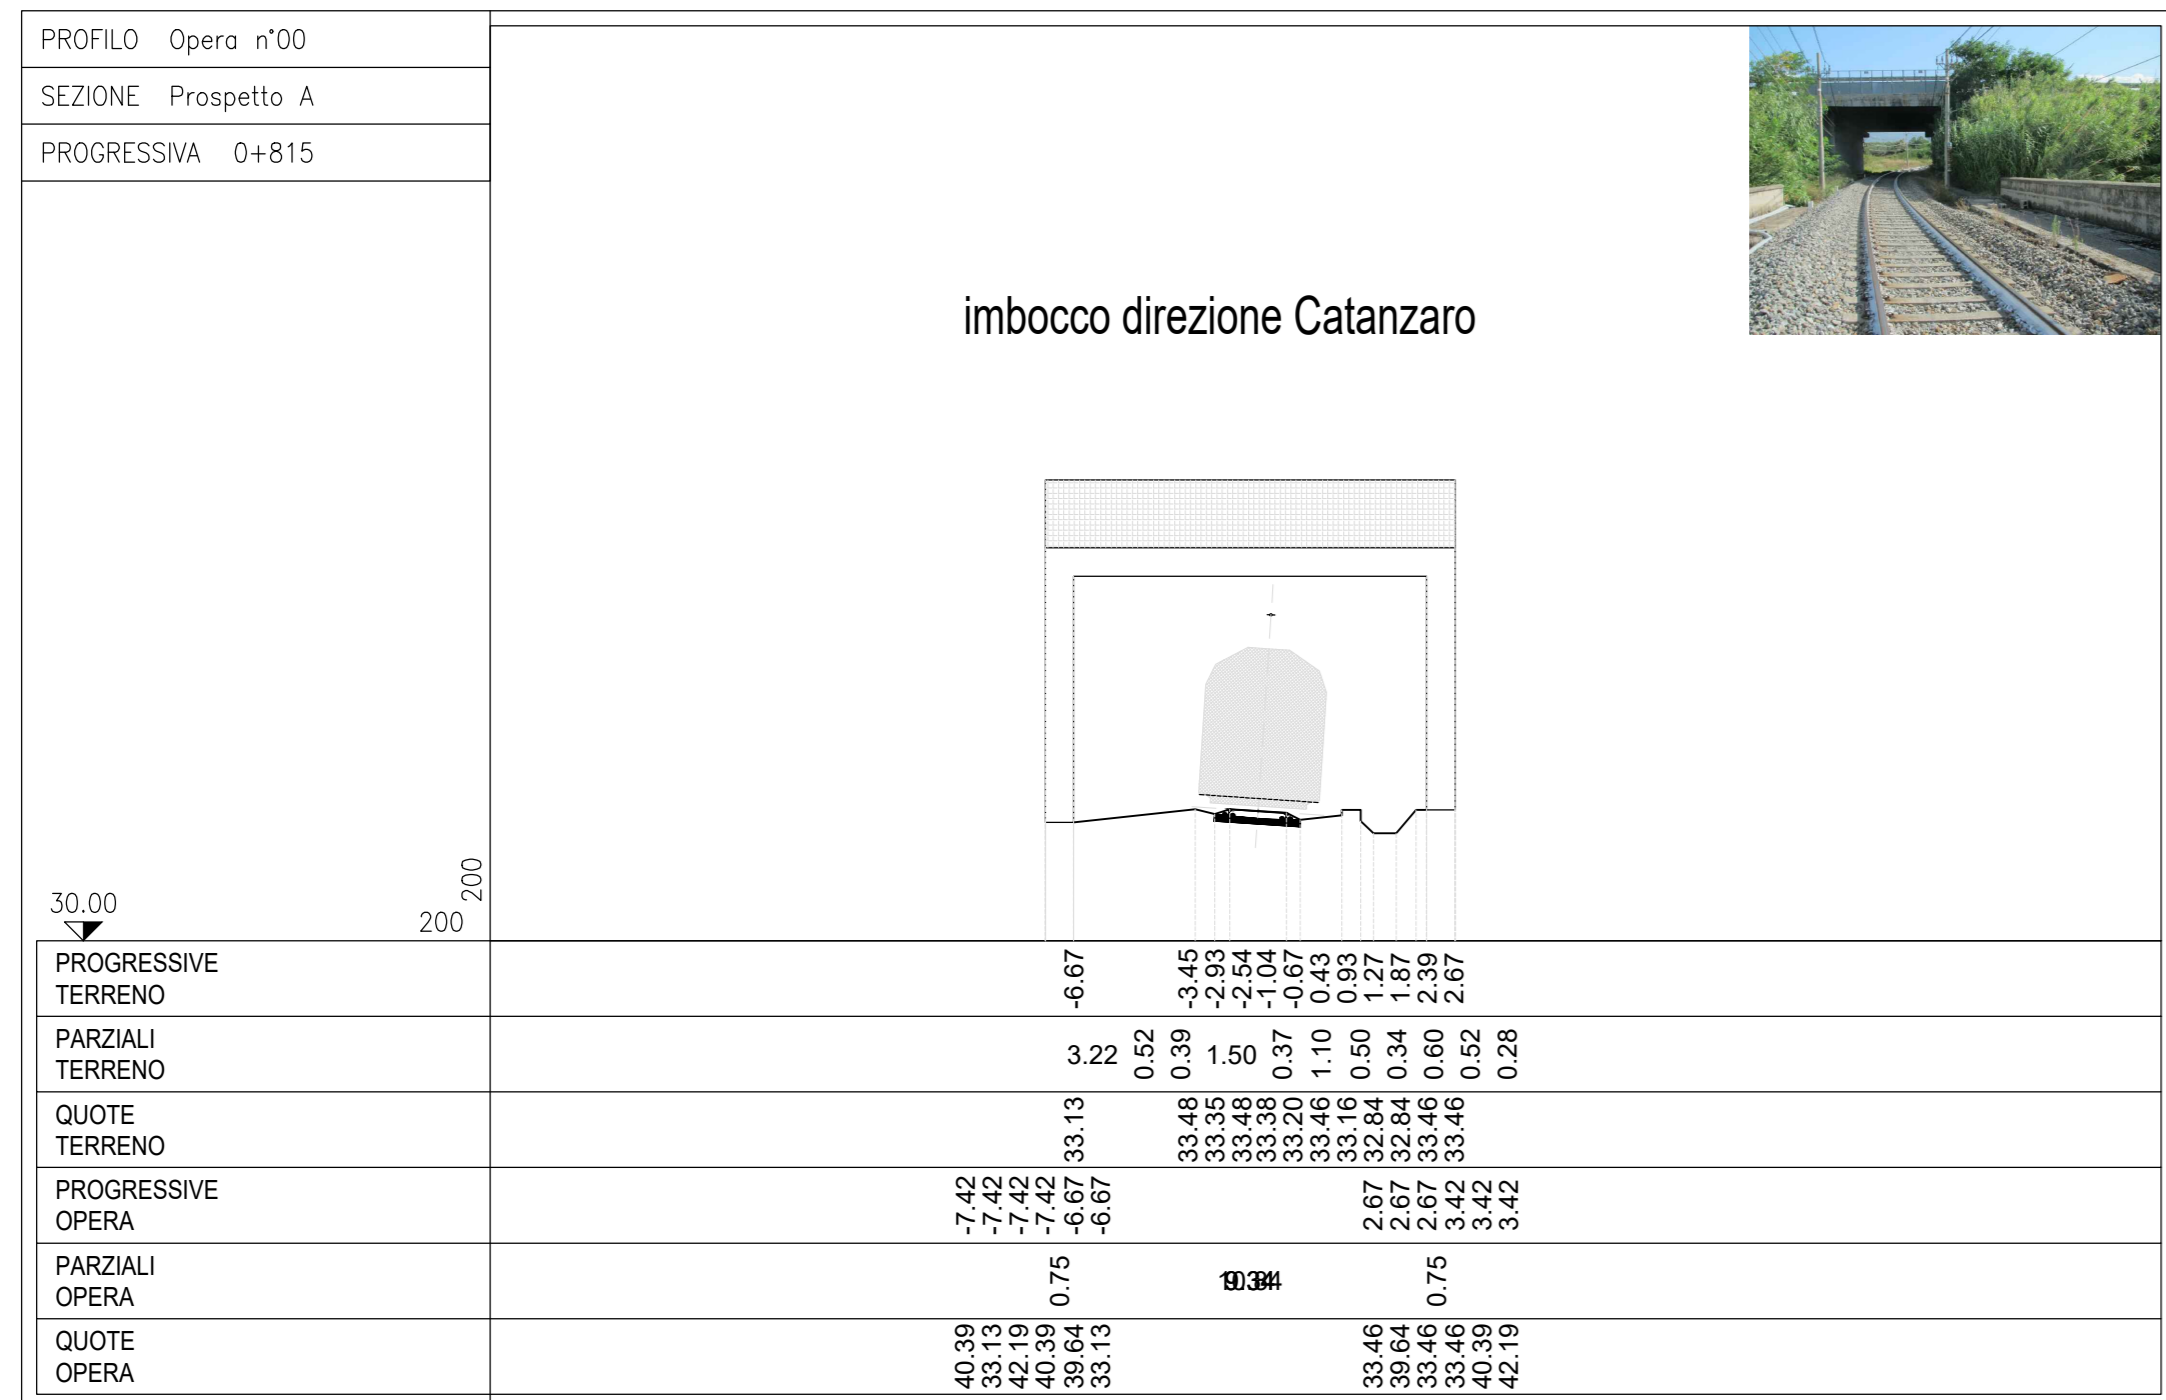 PROFILO Opera n°00
SEZIONE Prospetto A
PROGRESSIVA 0+815
imbocco direzione Catanzaro
30.00
200
200
PROGRESSIVE
TERRENO
-6.67 -3.45 -2.93 -2.54 -1.04 -0.67 0.43 0.93 1.27 1.87 2.39 2.67
PARZIALI
TERRENO
3.22 0.52 0.39 1.50 0.37 1.10 0.50 0.34 0.60 0.52 0.28
QUOTE
TERRENO
33.13 33.48 33.35 33.48 33.38 33.20 33.46 33.16 32.84 32.84 33.46 33.46
PROGRESSIVE
OPERA
-7.42 -7.42 -7.42 -7.42 -6.67 -6.67 2.67 2.67 2.67 3.42 3.42 3.42
PARZIALI
OPERA
0.75 0.75
QUOTE
OPERA
40.39 33.13 42.19 40.39 39.64 33.13 33.46 39.64 33.46 33.46 40.39 42.19